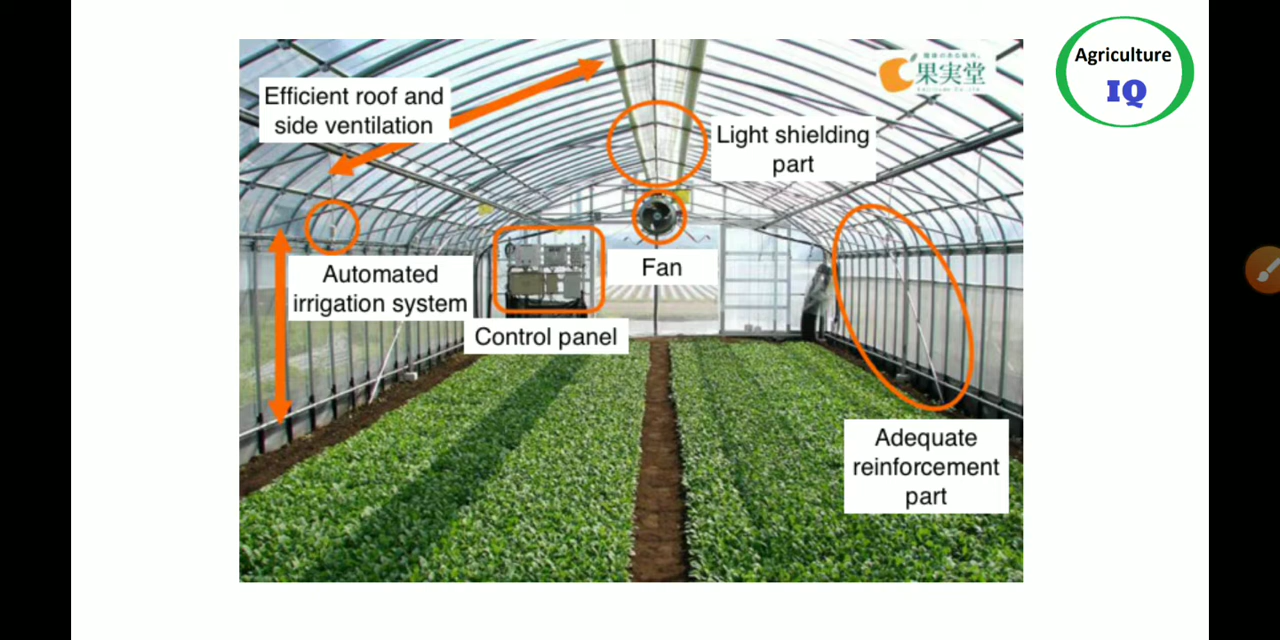 Agriculture
IQ
果実堂
Efficient roof and
side ventilation
Light shielding
part
Fan
Automated
irrigation system
Control panel
Adequate
reinforcement
part